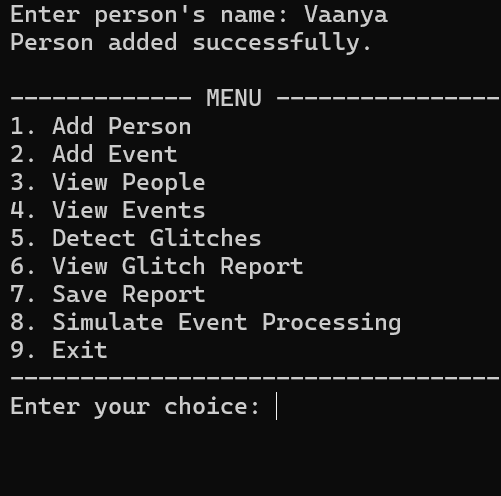 Enter person's name: Vaanya
Person added successfully.
------------- MENU ----------------
1. Add Person
2. Add Event
3. View People
4. View Events
5. Detect Glitches
6. View Glitch Report
7. Save Report
8. Simulate Event Processing
9. Exit
-----------------------------------
Enter your choice: